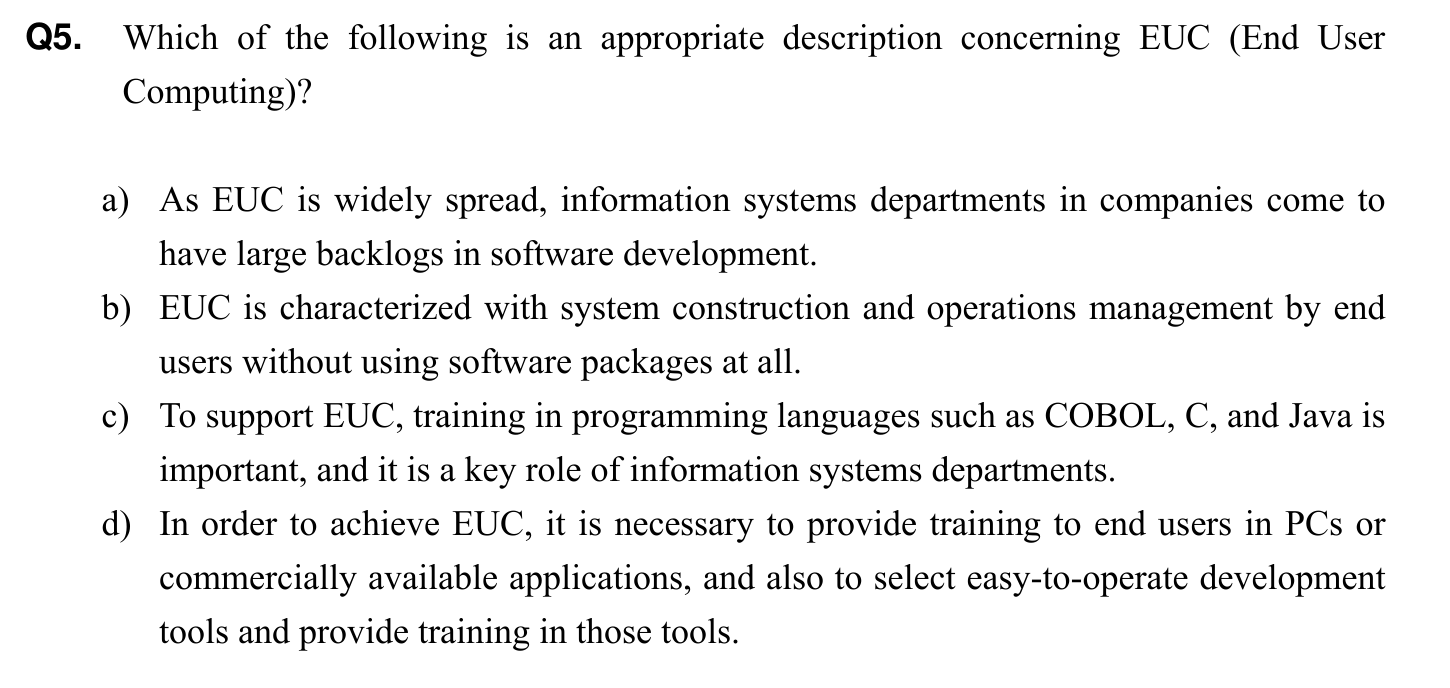 Q5. Which of the following is an appropriate description concerning EUC (End User
Computing)?
a) As EUC is widely spread, information systems departments in companies come to
have large backlogs in software development.
b) EUC is characterized with system construction and operations management by end
users without using software packages at all.
c) To support EUC, training in programming languages such as COBOL, C, and Java is
important, and it is a key role of information systems departments.
d) In order to achieve EUC, it is necessary to provide training to end users in PCs or
commercially available applications, and also to select easy-to-operate development
tools and provide training in those tools.